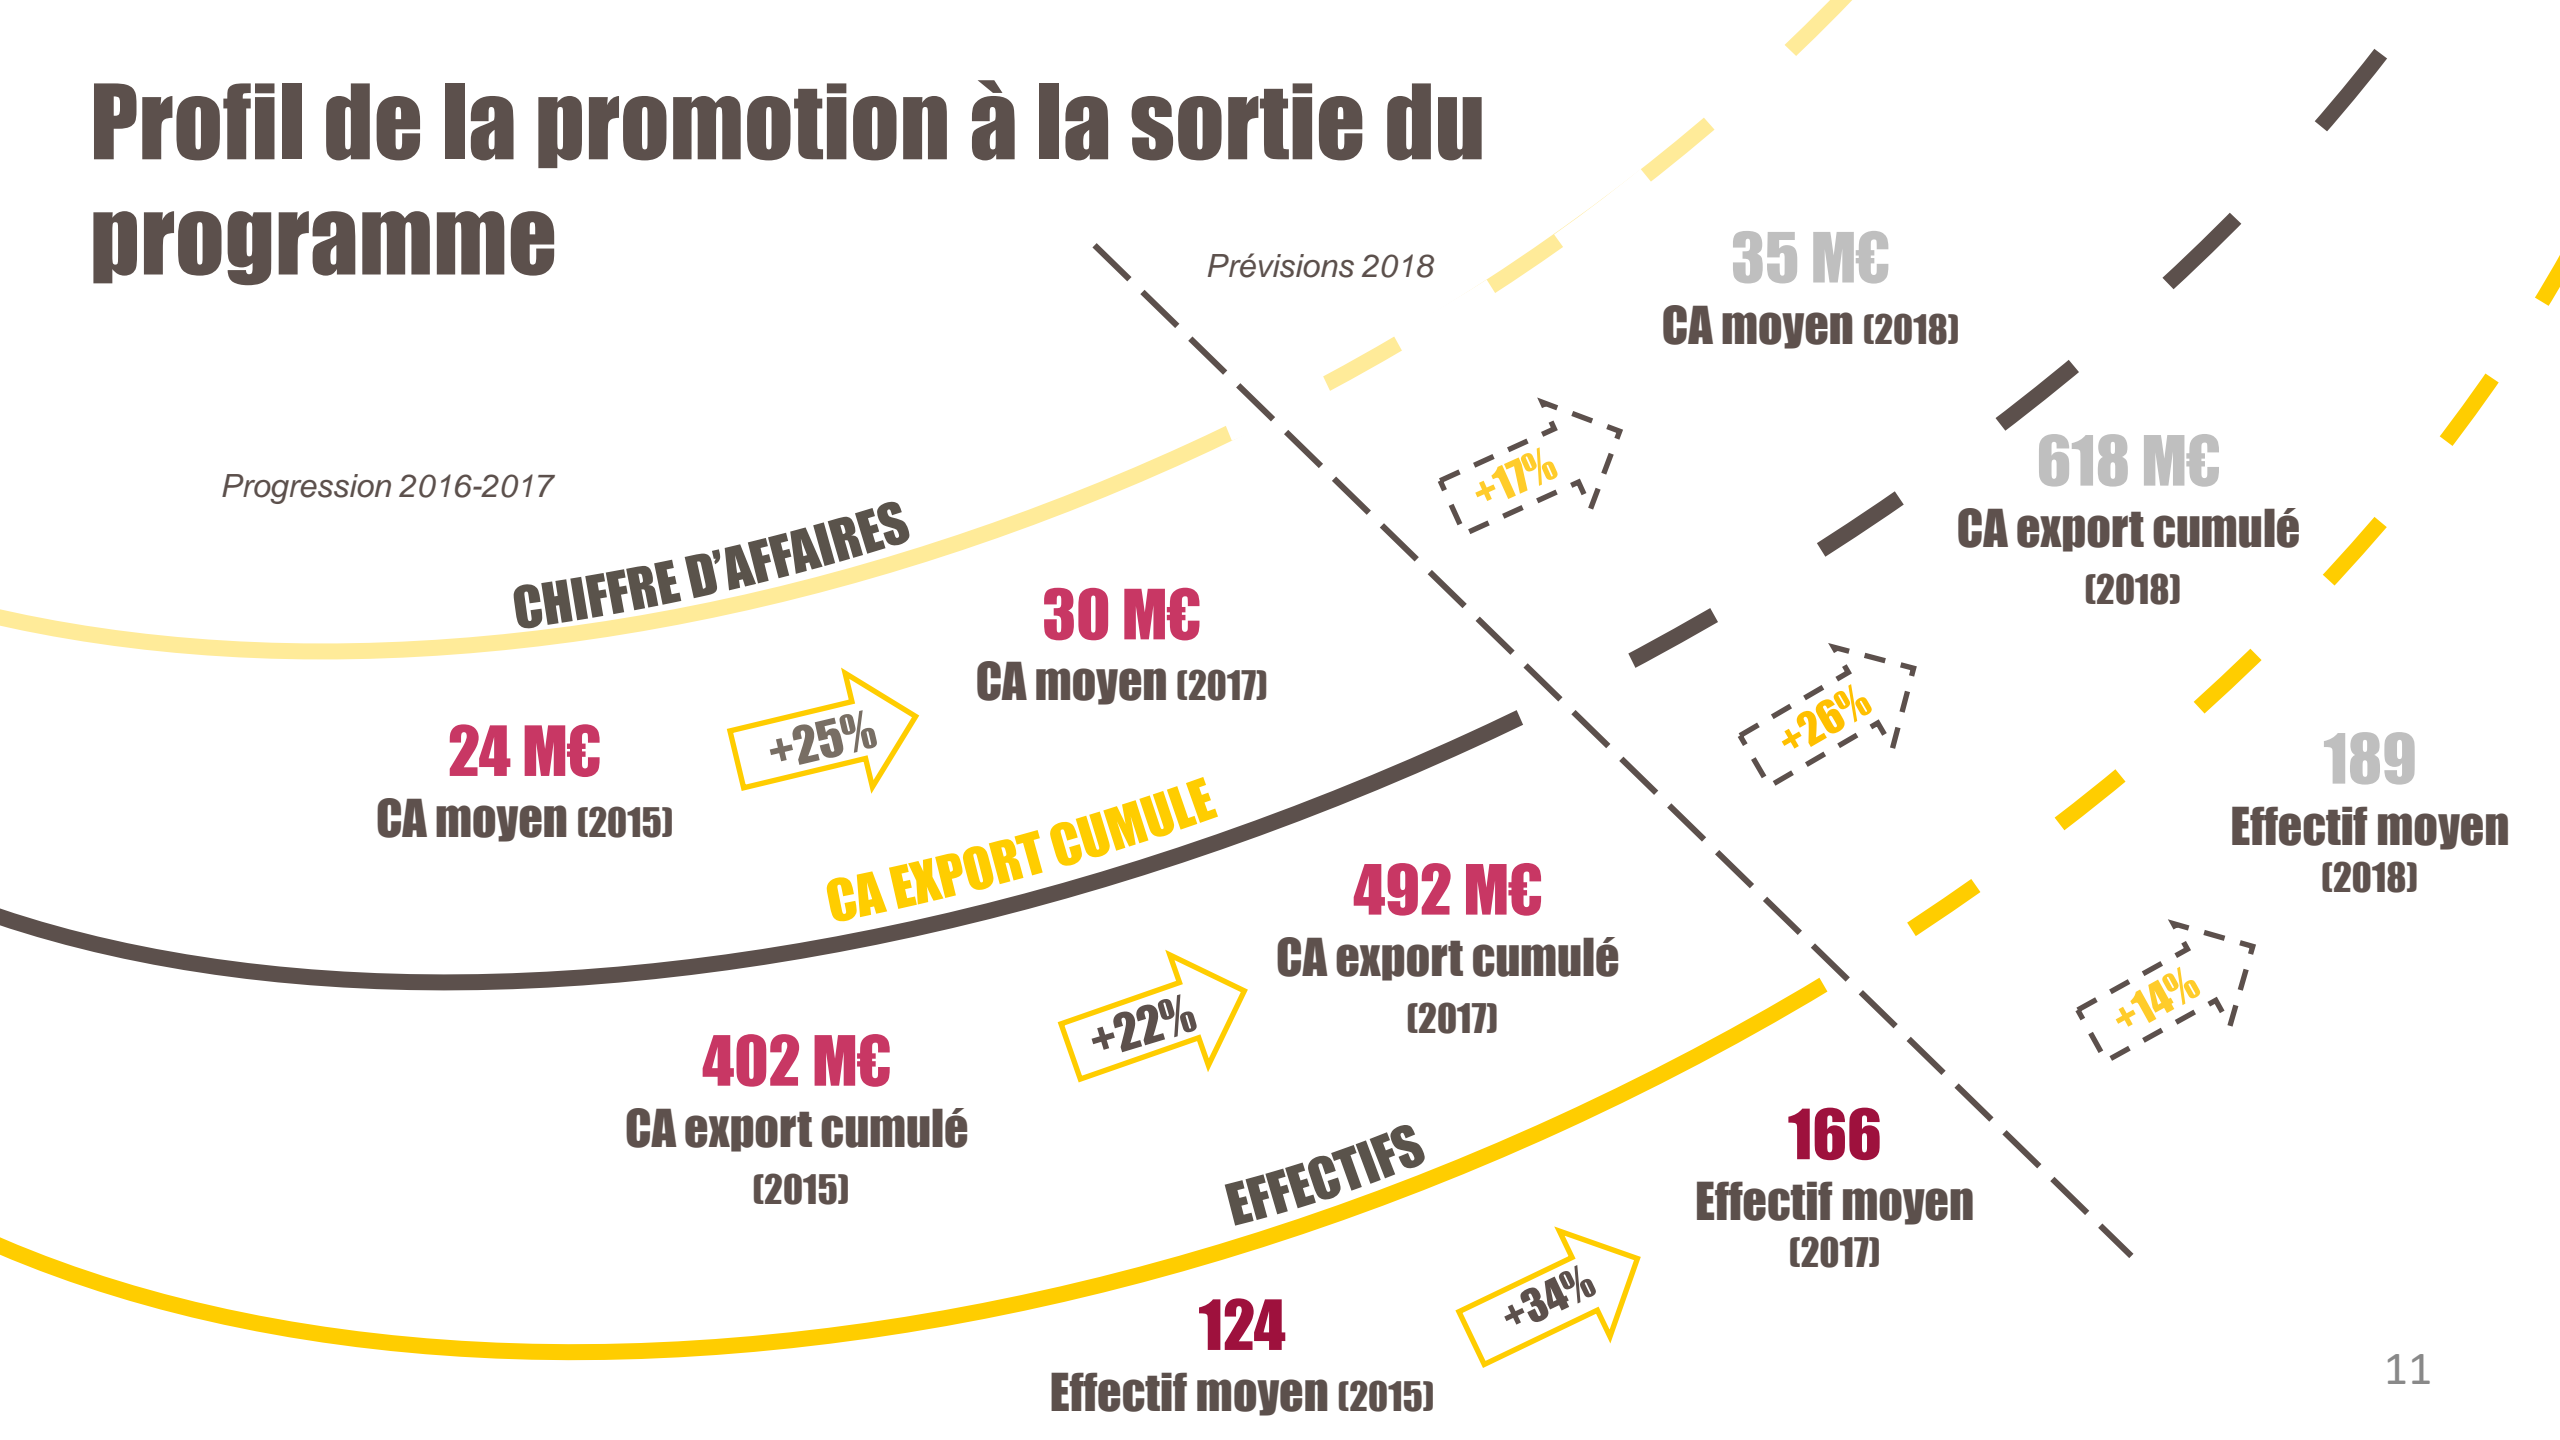 Profil de la promotion à la sortie du
programme
Prévisions 2018
Progression 2016-2017
CHIFFRE D'AFFAIRES
24 M€
CA moyen (2015)
+25%
30 M€
CA moyen (2017)
+17%
35 M€
CA moyen (2018)
CA EXPORT CUMULE
402 M€
CA export cumulé
(2015)
+22%
492 M€
CA export cumulé
(2017)
+26%
618 M€
CA export cumulé
(2018)
EFFECTIFS
124
Effectif moyen (2015)
+34%
166
Effectif moyen
(2017)
+14%
189
Effectif moyen
(2018)
11